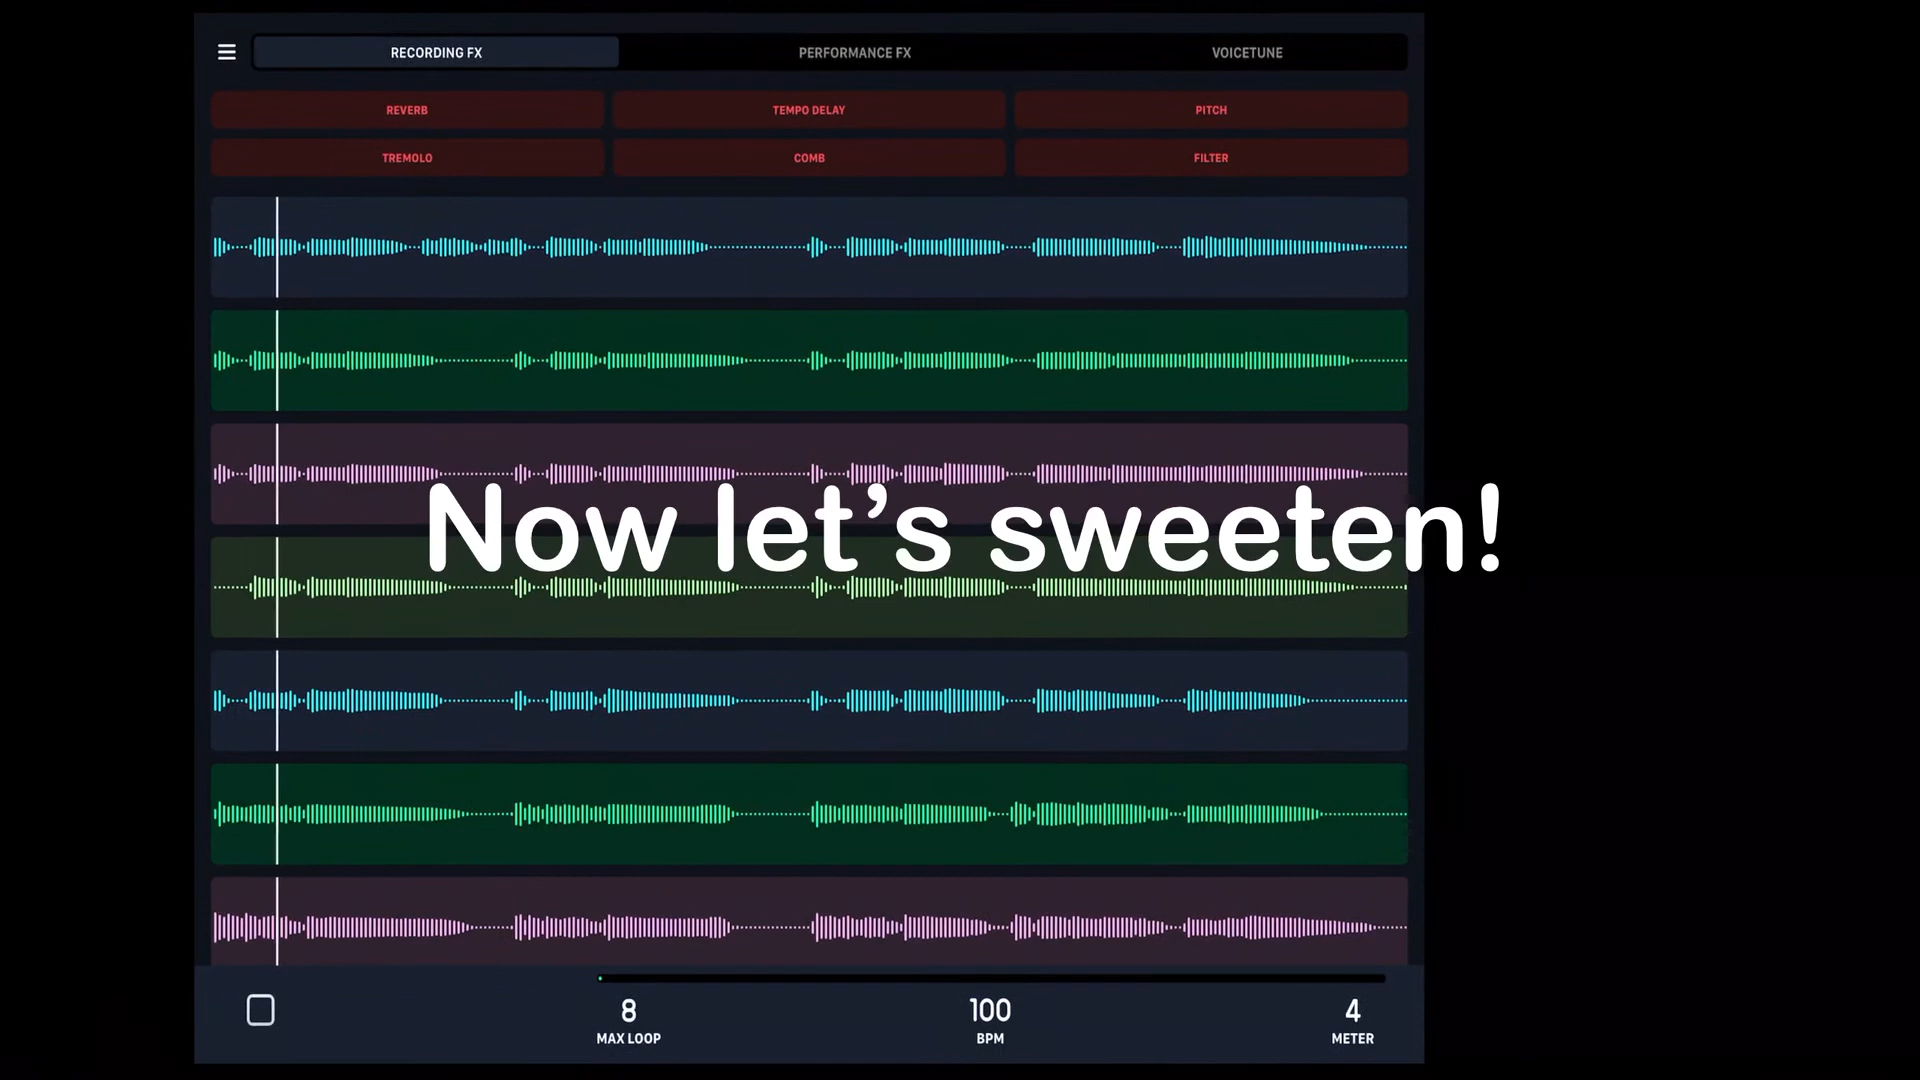 RECORDING FX
PERFORMANCE FX
VOICETUNE
REVERB
TEMPO DELAY
PITCH
TREMOLO
COMB
FILTER
Now let’s sweeten!
8
MAX LOOP
100
BPM
4
METER